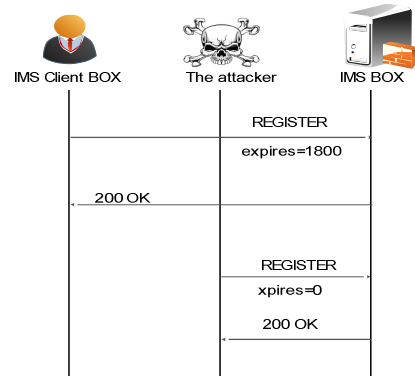 IMS Client BOX
The attacker
IMS BOX
REGISTER
expires=1800
200 OK
REGISTER
xpires=0
200 OK